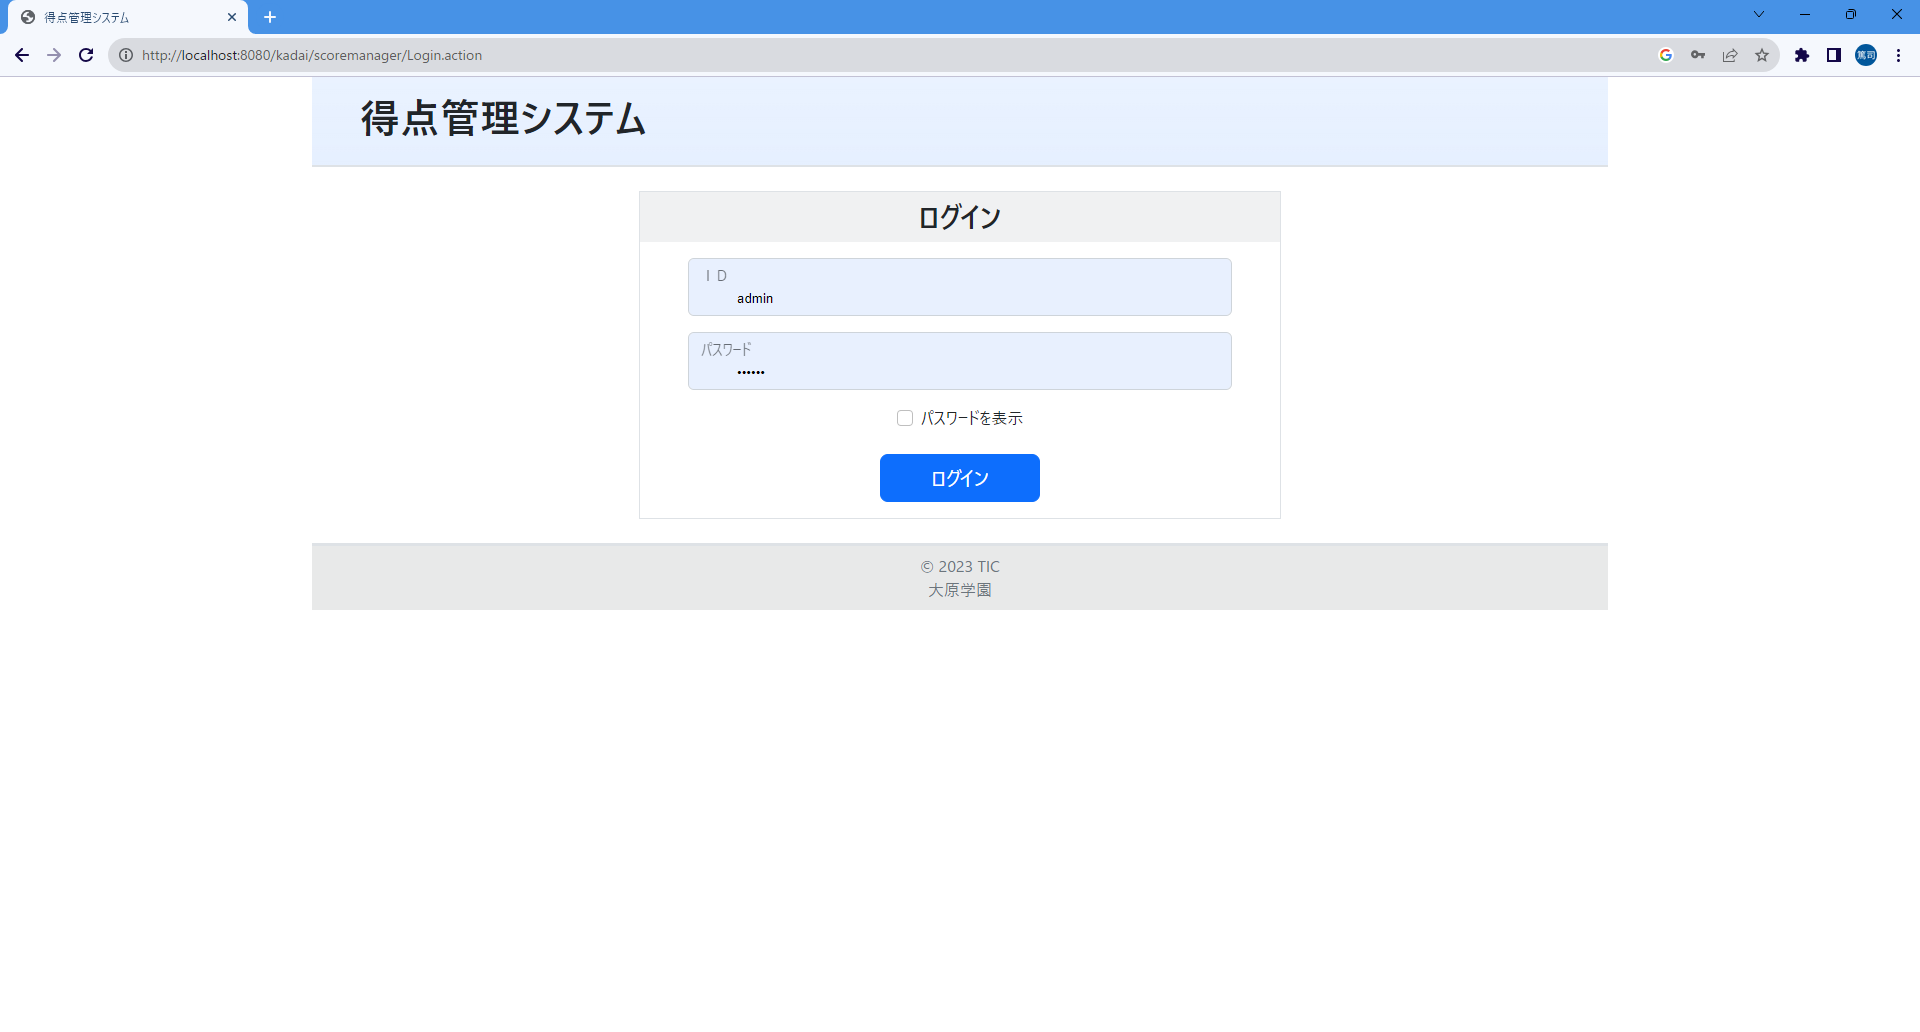 得点管理システム
http://localhost:8080/kadai/scoremanager/Login.action
篤司
得点管理システム
ログイン
ＩＤ
admin
パスワード
••••••
パスワードを表示
ログイン
© 2023 TIC
大原学園